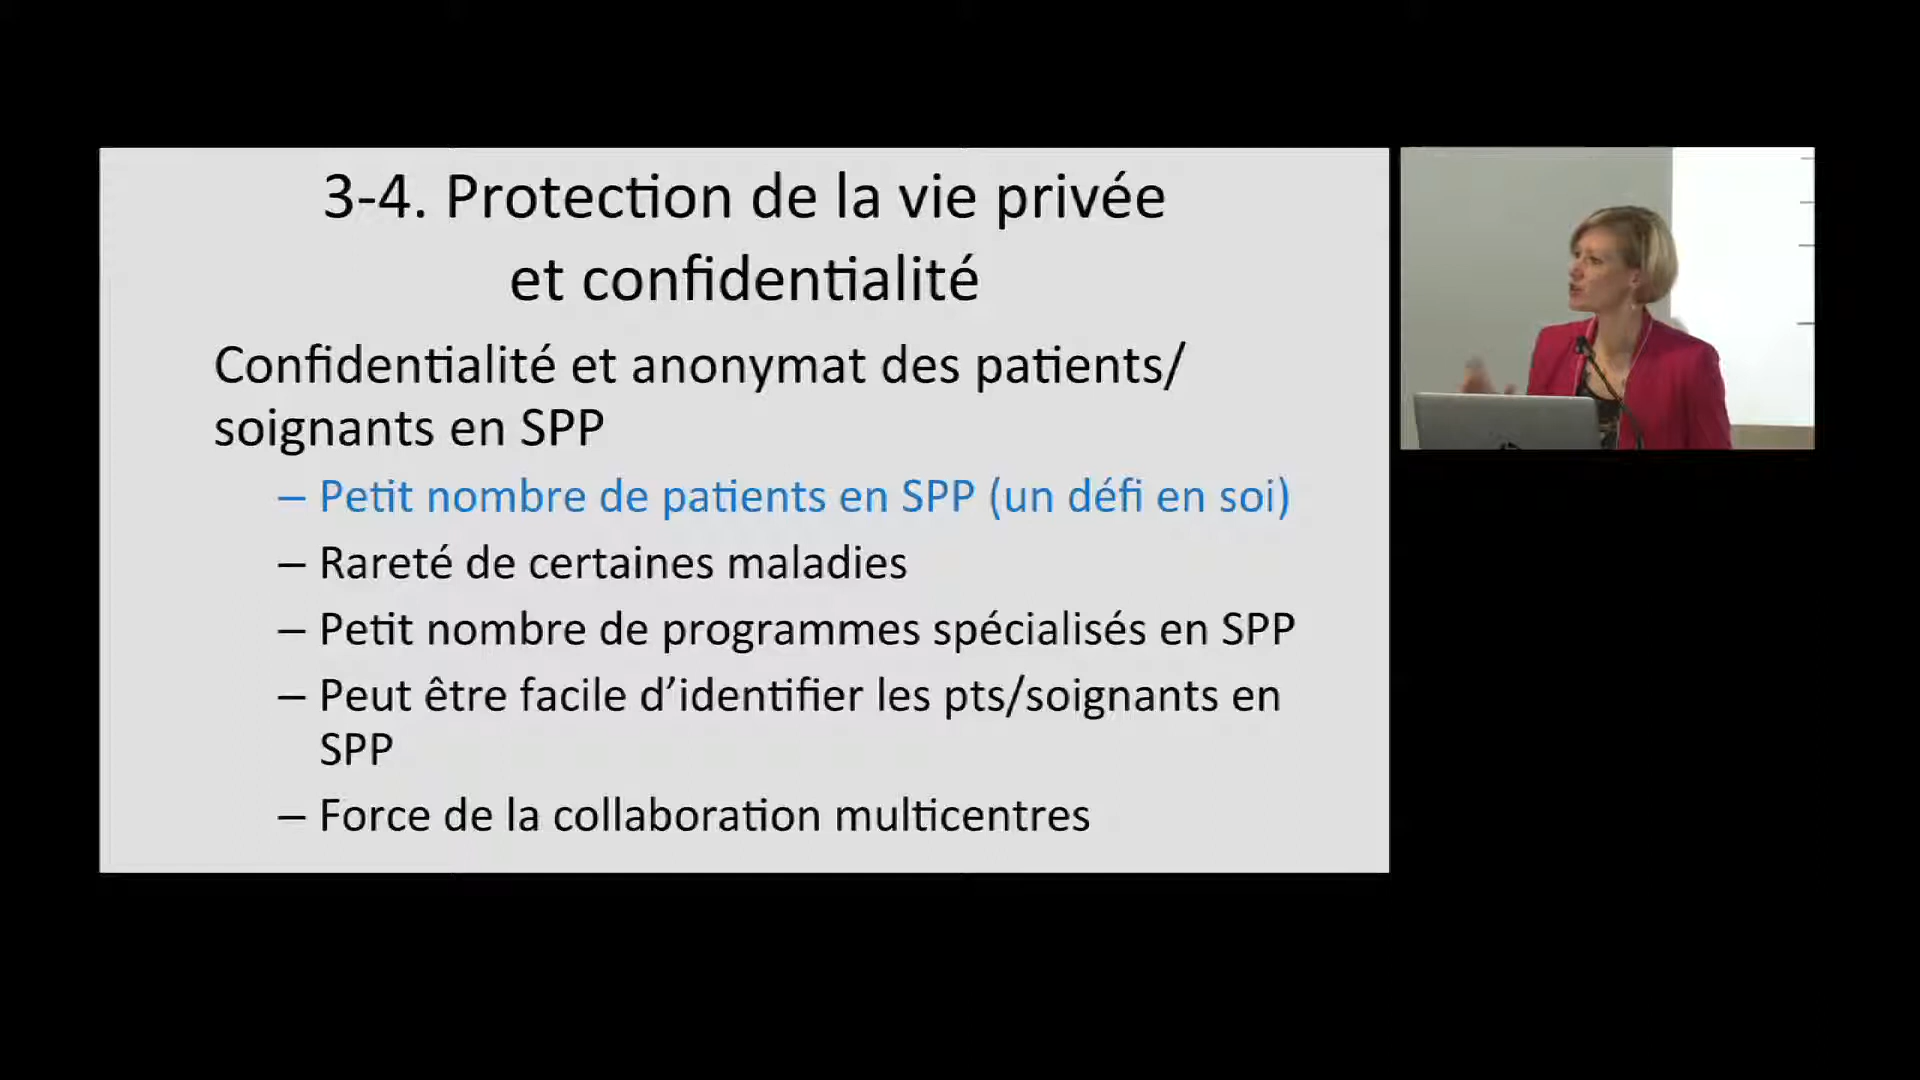 3-4. Protection de la vie privée
et confidentialité
Confidentialité et anonymat des patients/
soignants en SPP
– Petit nombre de patients en SPP (un défi en soi)
– Rareté de certaines maladies
– Petit nombre de programmes spécialisés en SPP
– Peut être facile d’identifier les pts/soignants en
SPP
– Force de la collaboration multicentres